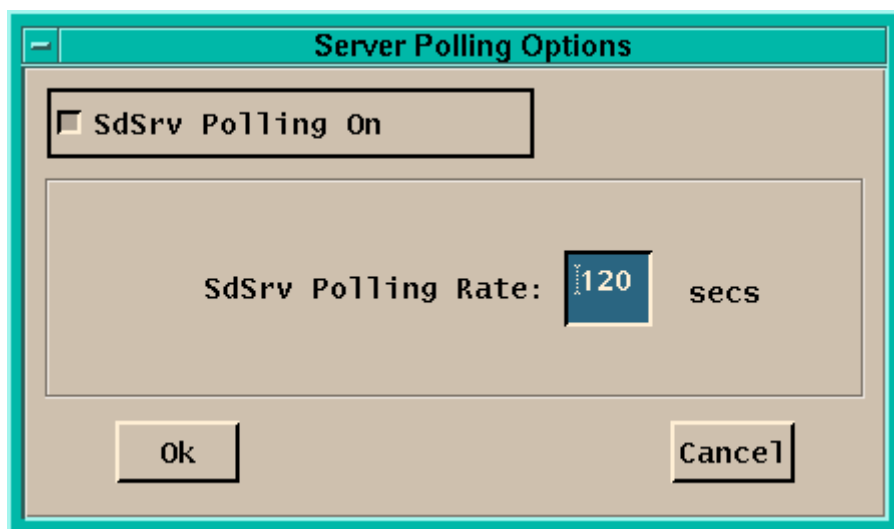 Server Polling Options
SdSrv Polling On
SdSrv Polling Rate: 120 secs
Ok Cancel